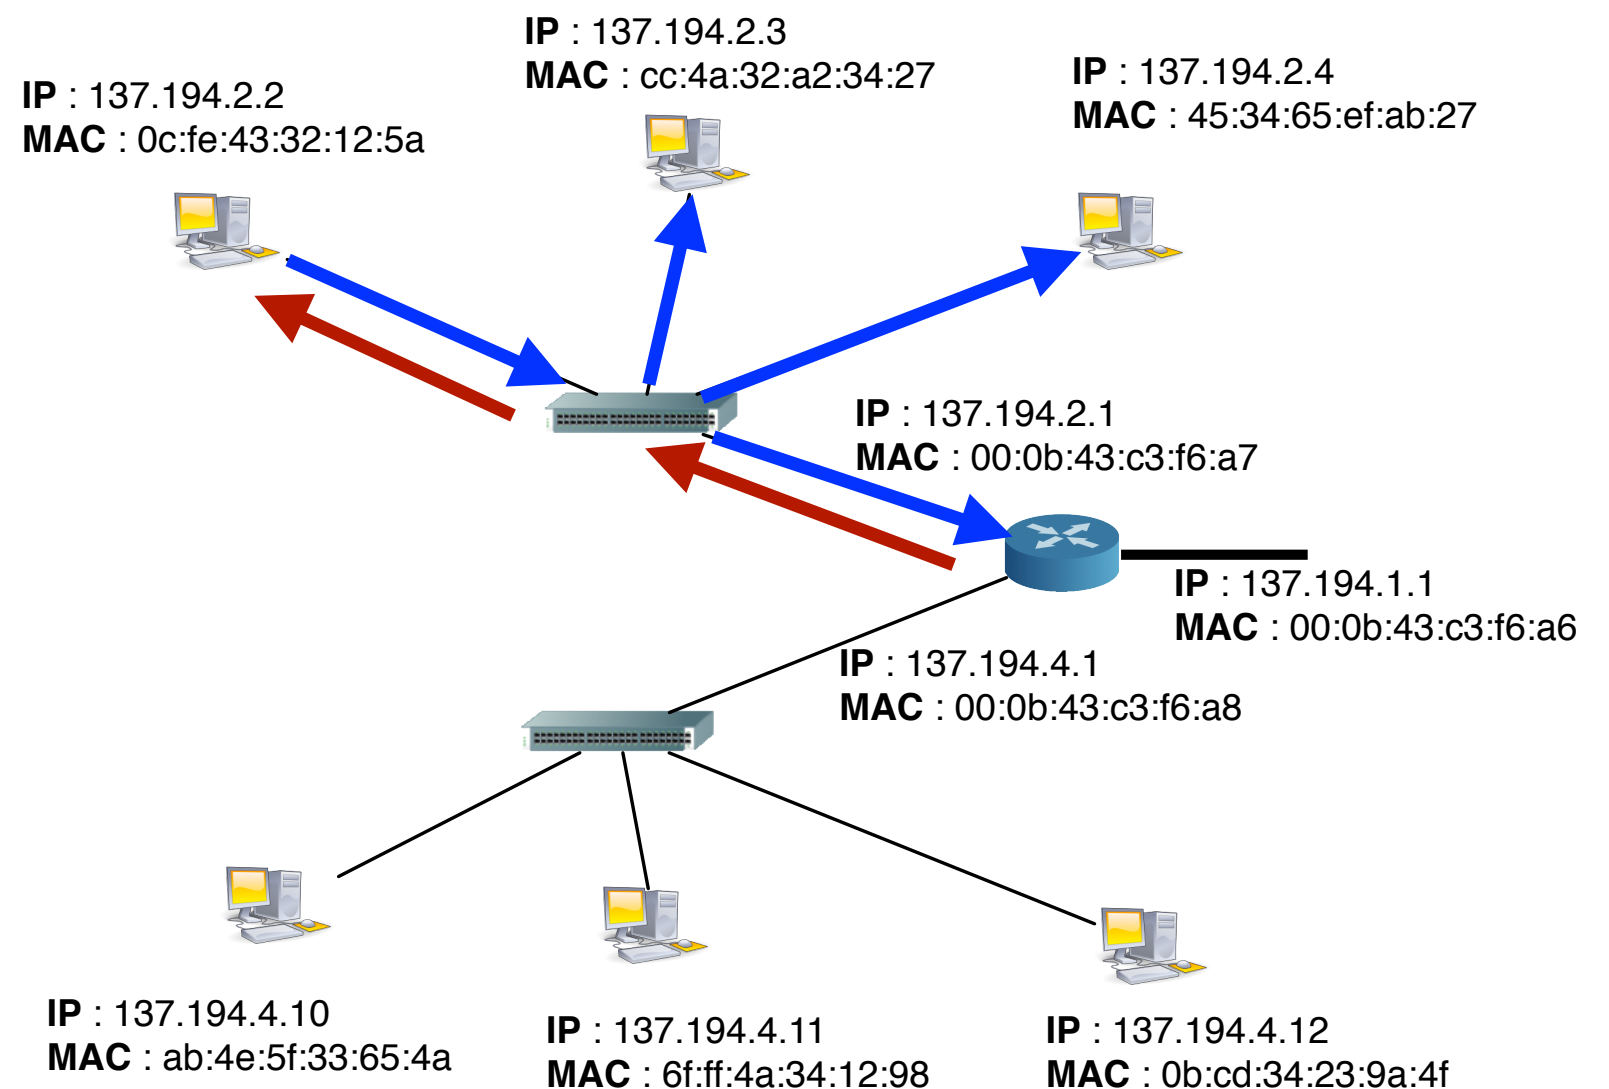 IP : 137.194.2.3
MAC : cc:4a:32:a2:34:27
IP : 137.194.2.4
MAC : 45:34:65:ef:ab:27
IP : 137.194.2.2
MAC : 0c:fe:43:32:12:5a
IP : 137.194.2.1
MAC : 00:0b:43:c3:f6:a7
IP : 137.194.1.1
MAC : 00:0b:43:c3:f6:a6
IP : 137.194.4.1
MAC : 00:0b:43:c3:f6:a8
IP : 137.194.4.10
MAC : ab:4e:5f:33:65:4a
IP : 137.194.4.11
MAC : 6f:ff:4a:34:12:98
IP : 137.194.4.12
MAC : 0b:cd:34:23:9a:4f